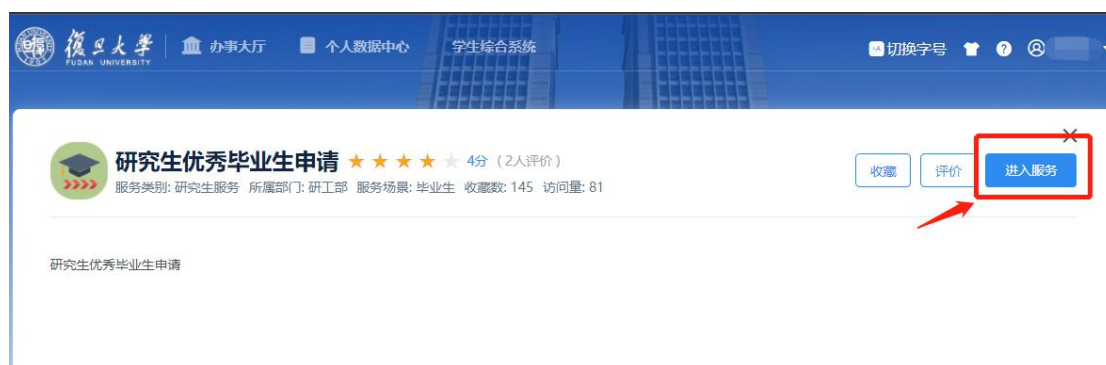 復旦大學 办事大厅 个人数据中心 学生综合系统 切换字号
FUDAN UNIVERSITY
研究生优秀毕业生申请 4分（2人评价）
服务类别: 研究生服务 所属部门: 研工部 服务场景: 毕业生 收藏数: 145 访问量: 81
收藏 评价 进入服务
研究生优秀毕业生申请